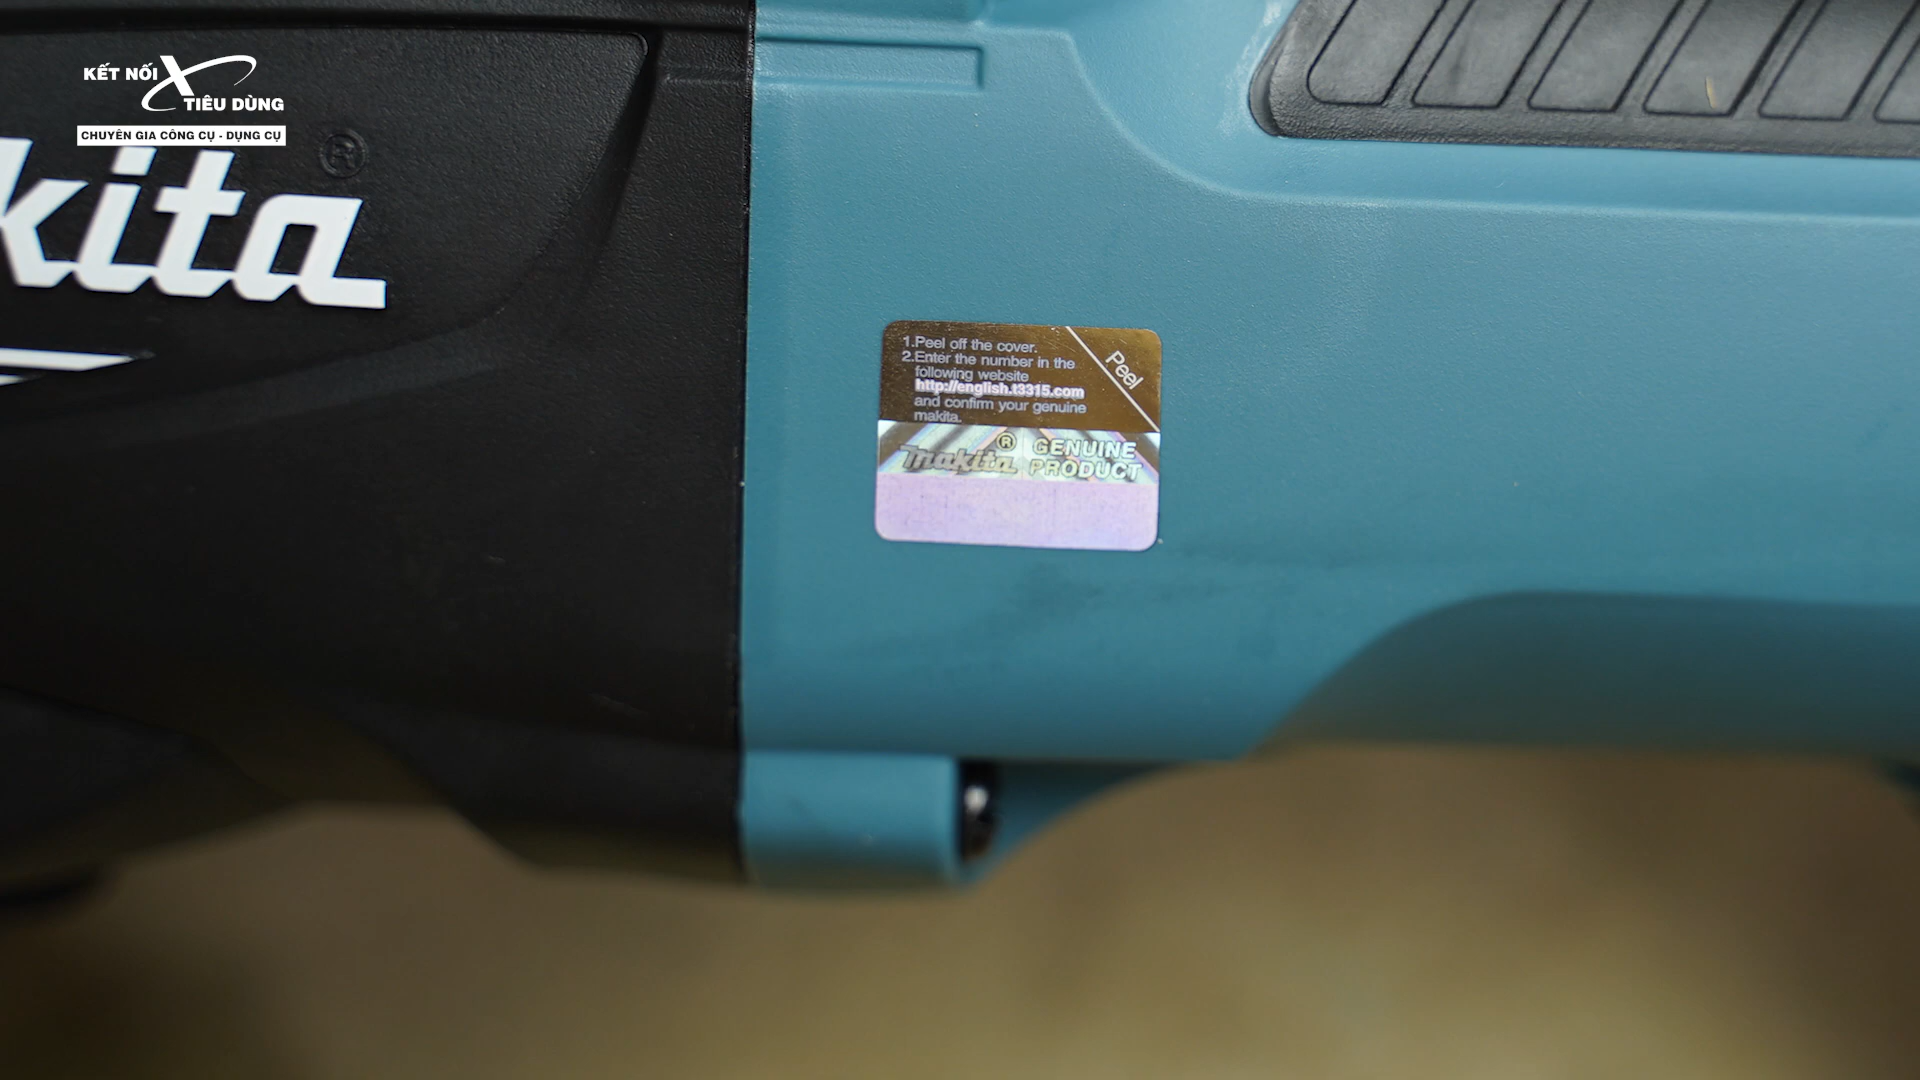 KẾT NỐI
TIÊU DÙNG
CHUYÊN GIA CÔNG CỤ - DỤNG CỤ
kita ®
1.Peel off the cover.
2.Enter the number in the
following website
http://english.t3315.com
and confirm your genuine
makita.
Peel
makita ® GENUINE
PRODUCT